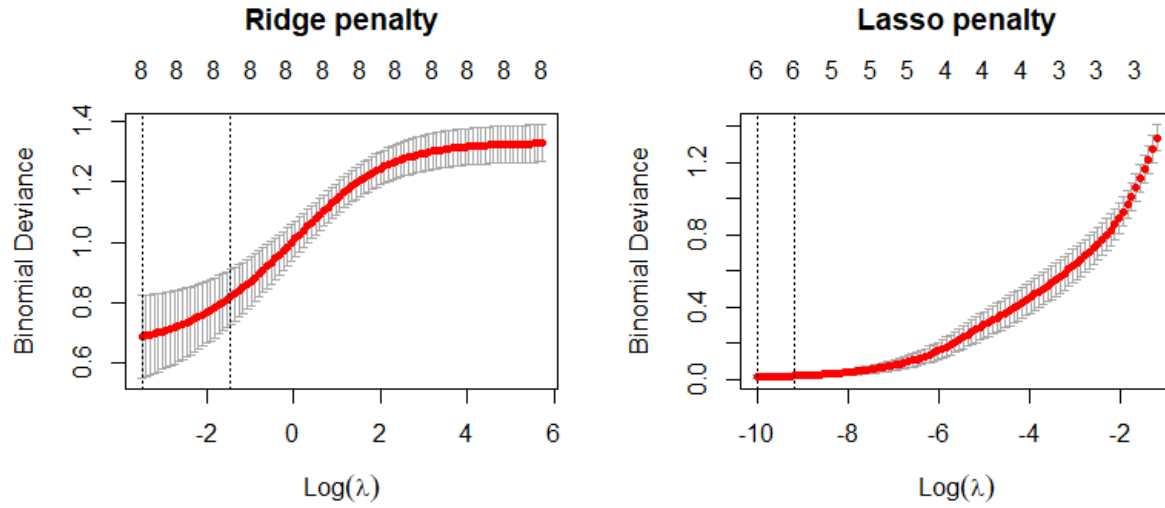 Ridge penalty
8 8 8 8 8 8 8 8 8 8 8 8
1.4
1.2
1.0
0.8
0.6
Binomial Deviance
-2 0 2 4 6
Log(λ)
Lasso penalty
6 6 5 5 5 4 4 4 3 3 3
1.2
0.8
0.4
0.0
Binomial Deviance
-10 -8 -6 -4 -2
Log(λ)